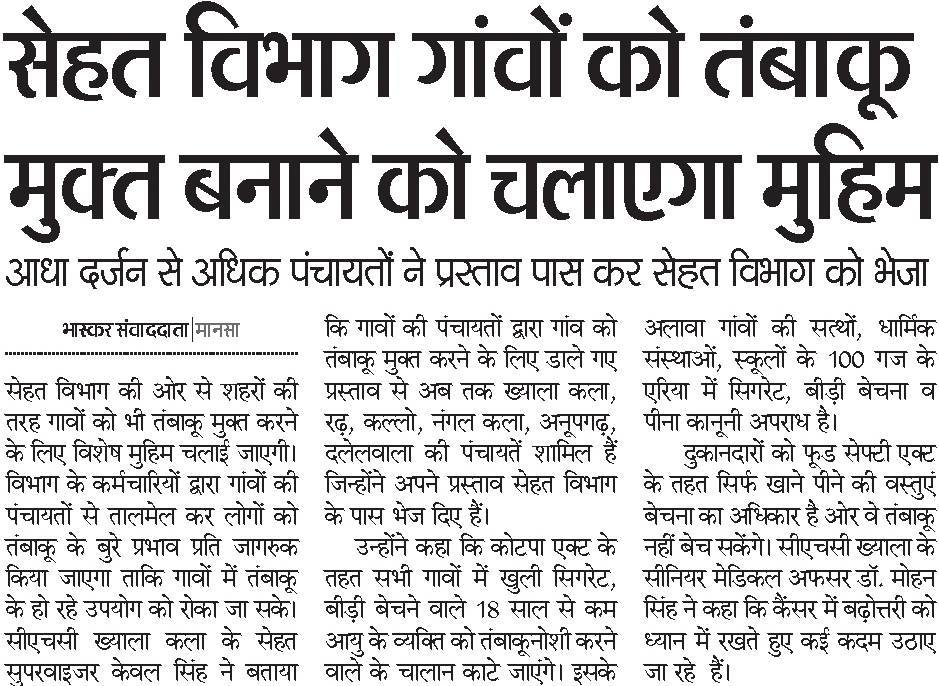 सेहत विभाग गांवों को तंबाकू
मुक्त बनाने को चलाएगा मुहिम
आधा दर्जन से अधिक पंचायतों ने प्रस्ताव पास कर सेहत विभाग को भेजा
भास्कर संवाददाता|मानसा
सेहत विभाग की ओर से शहरों की
तरह गावों को भी तंबाकू मुक्त करने
के लिए विशेष मुहिम चलाई जाएगी।
विभाग के कर्मचारियों द्वारा गांवों की
पंचायतों से तालमेल कर लोगों को
तंबाकू के बुरे प्रभाव प्रति जागरुक
किया जाएगा ताकि गावों में तंबाकू
के हो रहे उपयोग को रोका जा सके।
सीएचसी ख्याला कला के सेहत
सुपरवाइजर केवल सिंह ने बताया
कि गावों की पंचायतों द्वारा गांव को
तंबाकू मुक्त करने के लिए डाले गए
प्रस्ताव से अब तक ख्याला कला,
रढ़, कल्लो, नंगल कला, अनूपगढ़,
दलेलवाला की पंचायतें शामिल हैं
जिन्होंने अपने प्रस्ताव सेहत विभाग
के पास भेज दिए हैं।
उन्होंने कहा कि कोटपा एक्ट के
तहत सभी गावों में खुली सिगरेट,
बीड़ी बेचने वाले 18 साल से कम
आयु के व्यक्ति को तंबाकूनोशी करने
वाले के चालान काटे जाएंगे। इसके
अलावा गांवों की सत्थों, धार्मिक
संस्थाओं, स्कूलों के 100 गज के
एरिया में सिगरेट, बीड़ी बेचना व
पीना कानूनी अपराध है।
दुकानदारों को फूड सेफ्टी एक्ट
के तहत सिर्फ खाने पीने की वस्तुएं
बेचना का अधिकार है ओर वे तंबाकू
नहीं बेच सकेंगे। सीएचसी ख्याला के
सीनियर मेडिकल अफसर डॉ. मोहन
सिंह ने कहा कि कैंसर में बढ़ोत्तरी को
ध्यान में रखते हुए कई कदम उठाए
जा रहे हैं।